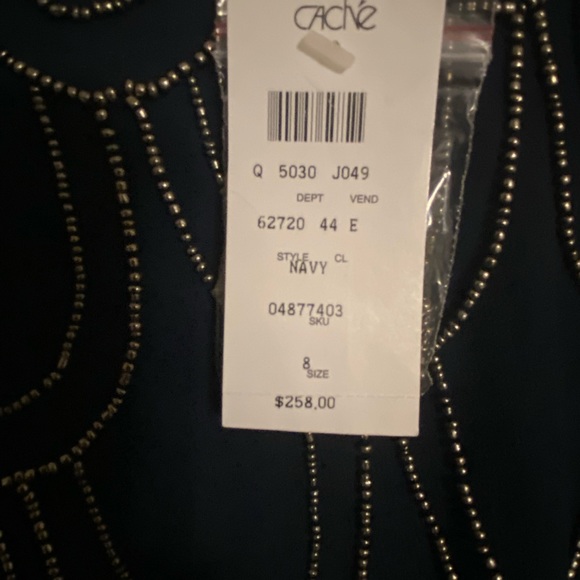 CAChé
Q 5030 J049
DEPT VEND
62720 44 E
STYLE CL
NAVY
04877403
SKU
8
SIZE
$258.00